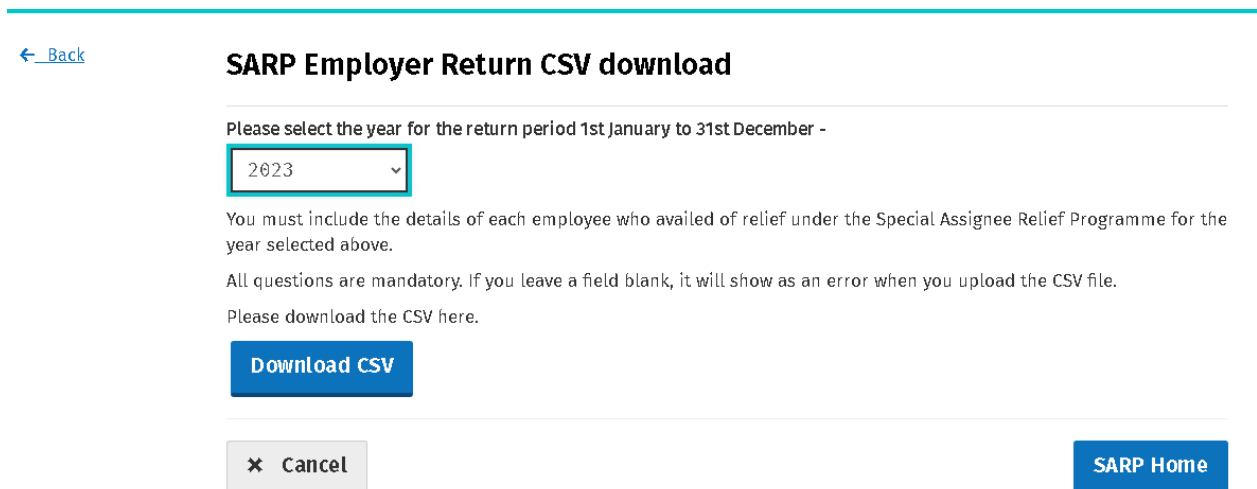 ← Back
SARP Employer Return CSV download
Please select the year for the return period 1st January to 31st December -
2023
You must include the details of each employee who availed of relief under the Special Assignee Relief Programme for the
year selected above.
All questions are mandatory. If you leave a field blank, it will show as an error when you upload the CSV file.
Please download the CSV here.
Download CSV
× Cancel
SARP Home